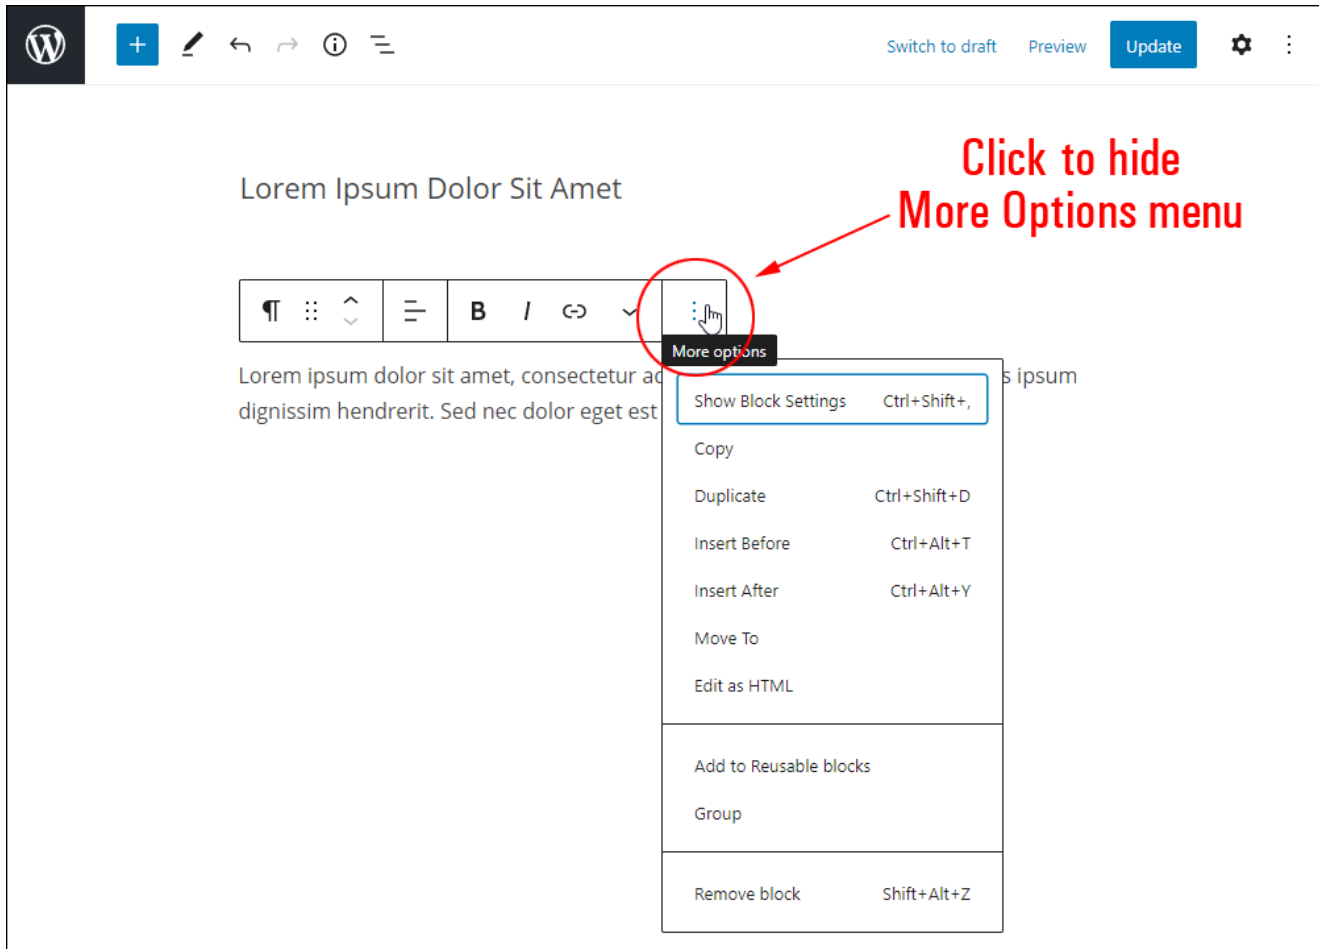 Switch to draft Preview Update
Click to hide
More Options menu
Lorem Ipsum Dolor Sit Amet
B I
More options
Lorem ipsum dolor sit amet, consectetur s ipsum
dignissim hendrerit. Sed nec dolor eget est
Show Block Settings Ctrl+Shift+,
Copy
Duplicate Ctrl+Shift+D
Insert Before Ctrl+Alt+T
Insert After Ctrl+Alt+Y
Move To
Edit as HTML
Add to Reusable blocks
Group
Remove block Shift+Alt+Z